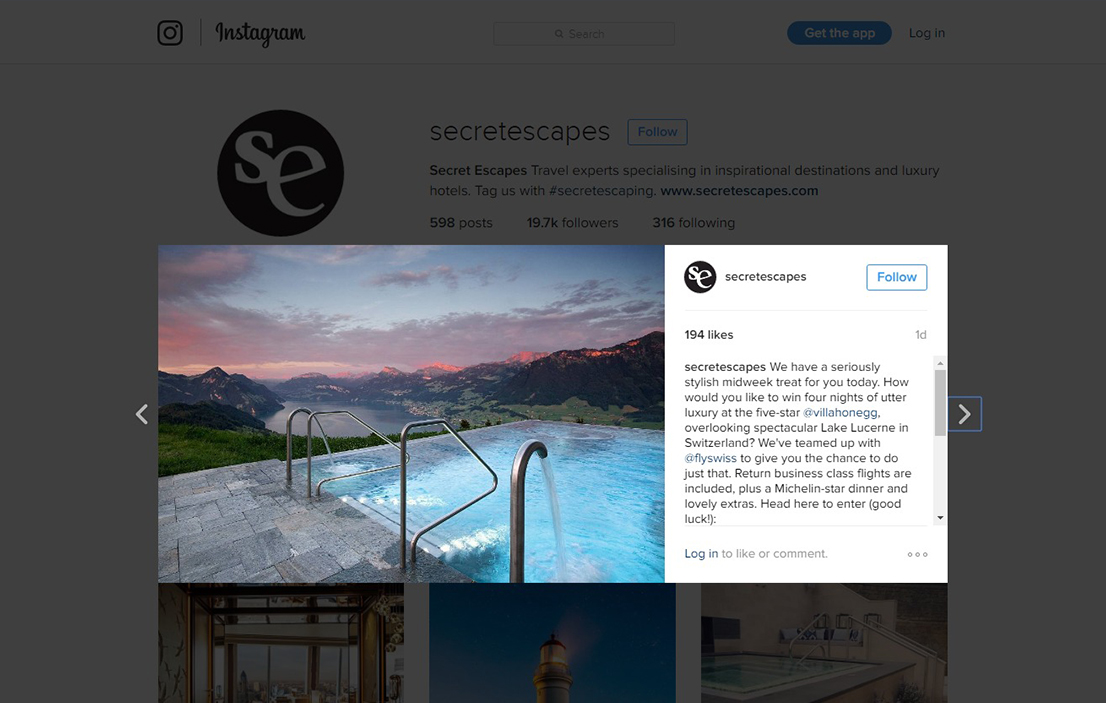 Instagram
Search
Get the app
Log in
se
secretescapes
Follow
Secret Escapes Travel experts specialising in inspirational destinations and luxury
hotels. Tag us with #secretescaping. www.secretescapes.com
598 posts 19.7k followers 316 following
se
secretescapes
Follow
194 likes 1d
secretescapes We have a seriously
stylish midweek treat for you today. How
would you like to win four nights of utter
luxury at the five-star @villahonegg,
overlooking spectacular Lake Lucerne in
Switzerland? We've teamed up with
@flyswiss to give you the chance to do
just that. Return business class flights are
included, plus a Michelin-star dinner and
lovely extras. Head here to enter (good
luck!):
Log in to like or comment.